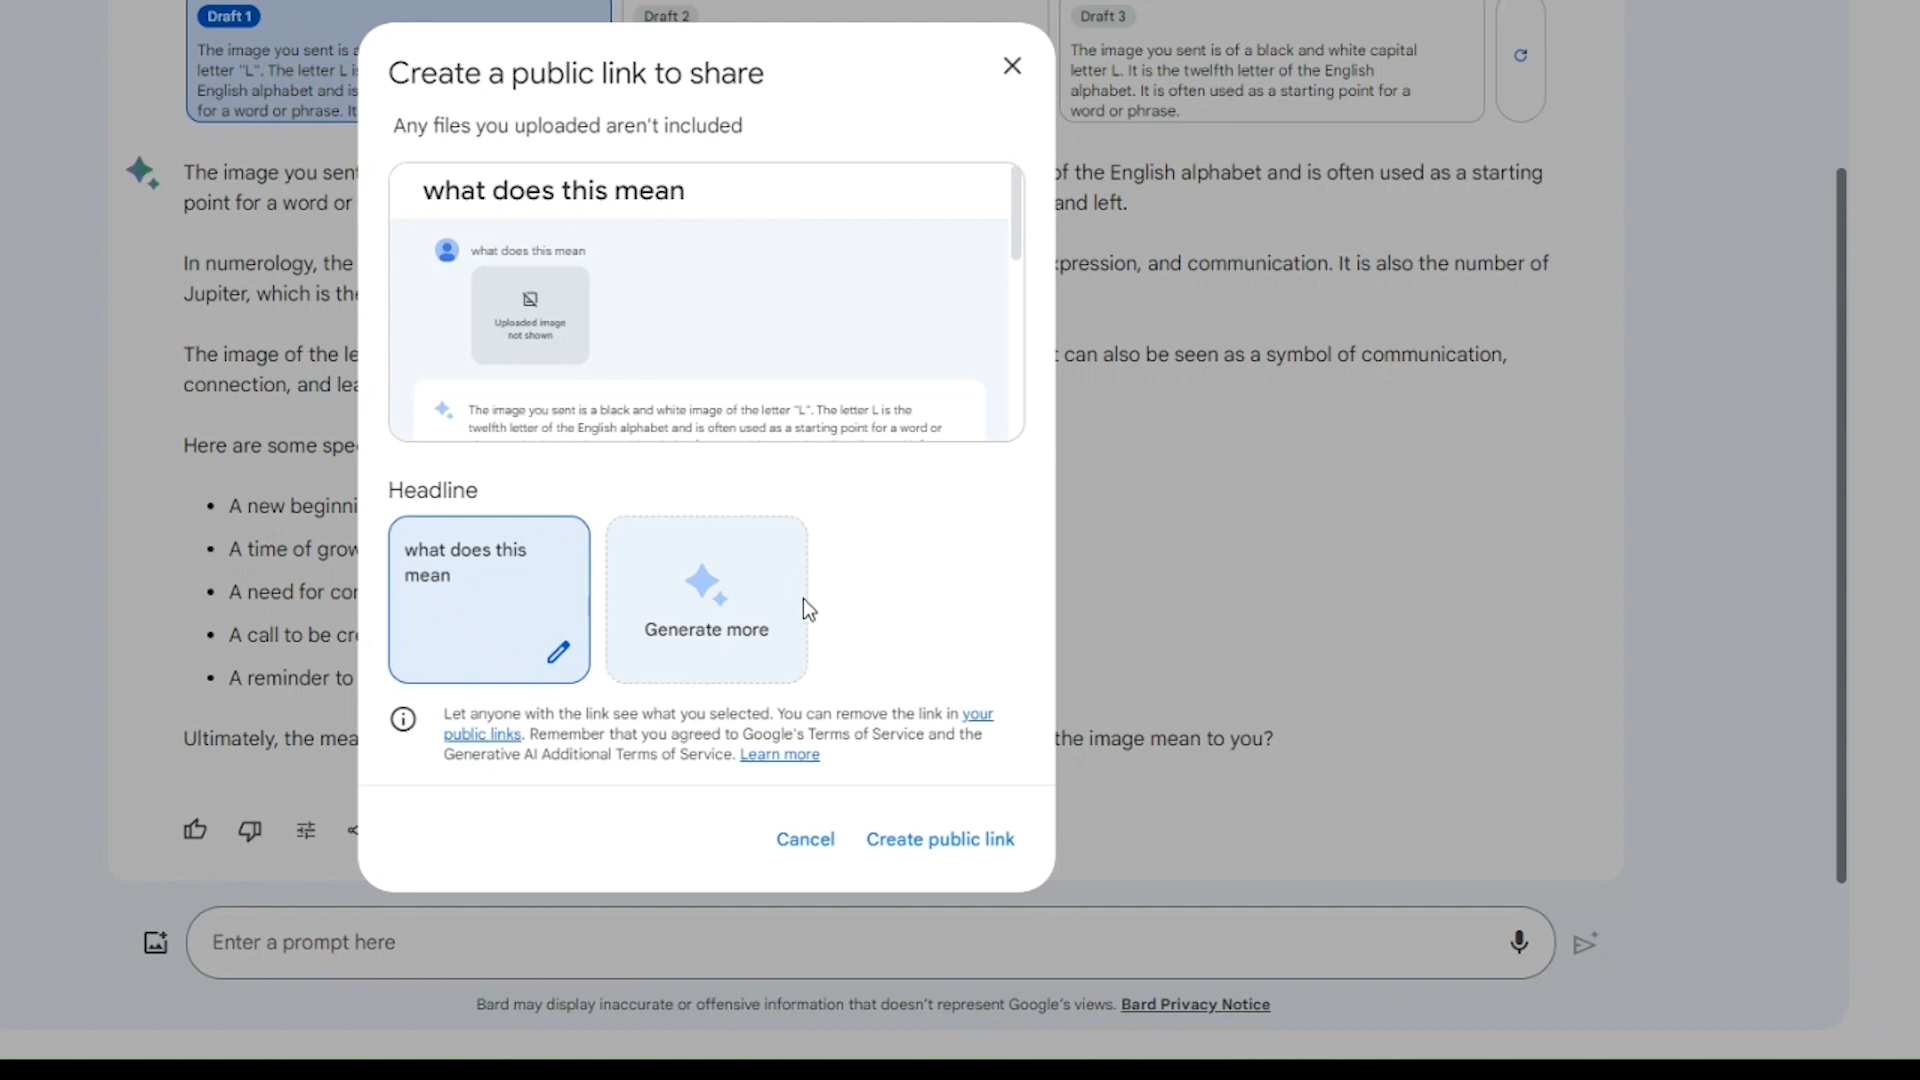 Draft 1
Draft 2
Draft 3
The image you sent is a
letter "L". The letter L is
English alphabet and is
for a word or phrase. It
The image you sent is of a black and white capital
letter L. It is the twelfth letter of the English
alphabet. It is often used as a starting point for a
word or phrase.
Create a public link to share
Any files you uploaded aren't included
what does this mean
what does this mean
Uploaded image
not shown
The image you sent is a black and white image of the letter "L". The letter L is the
twelfth letter of the English alphabet and is often used as a starting point for a word or
Headline
what does this
mean
Generate more
Let anyone with the link see what you selected. You can remove the link in your
public links. Remember that you agreed to Google's Terms of Service and the
Generative AI Additional Terms of Service. Learn more
Cancel
Create public link
The image you sent
of the English alphabet and is often used as a starting
point for a word or
and left.
In numerology, the
pression, and communication. It is also the number of
Jupiter, which is the
The image of the le
can also be seen as a symbol of communication,
connection, and lea
Here are some spe
• A new beginni
• A time of grow
• A need for cor
• A call to be cre
• A reminder to
Ultimately, the mea
the image mean to you?
Enter a prompt here
Bard may display inaccurate or offensive information that doesn't represent Google's views. Bard Privacy Notice